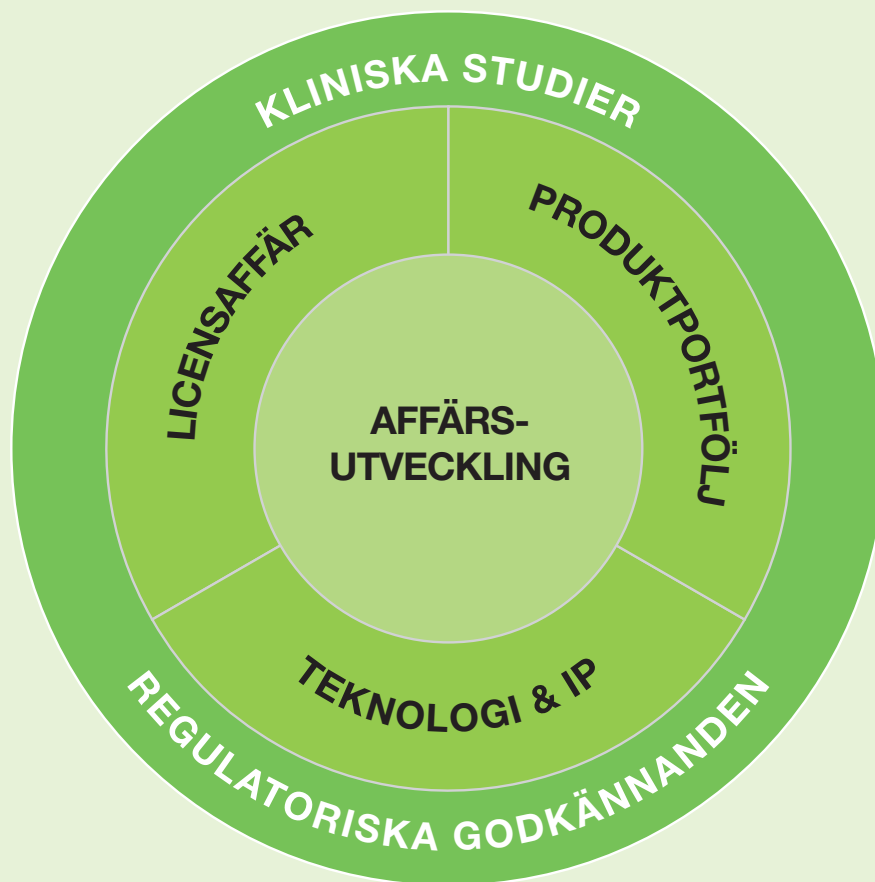 KLINISKA STUDIER
LICENSAFFÄR
PRODUKTPORTFÖLJ
AFFÄRS-
UTVECKLING
TEKNOLOGI & IP
REGULATORISKA GODKÄNNANDEN